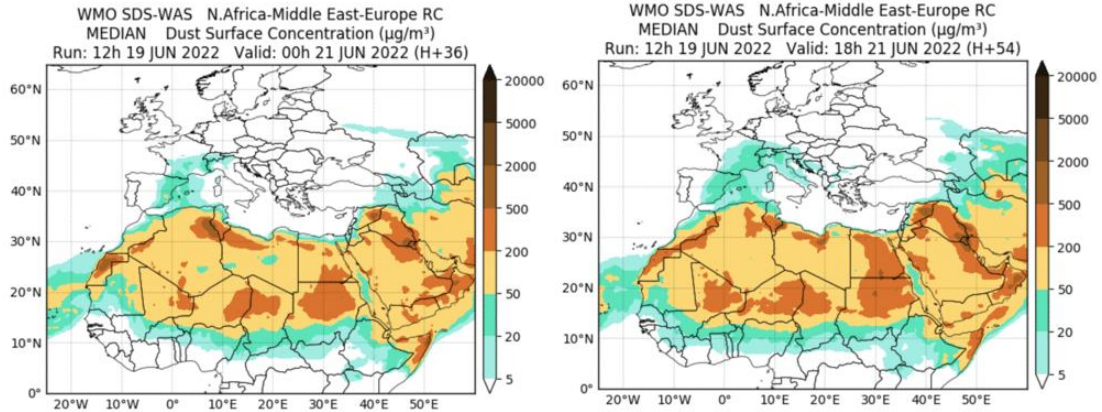 WMO SDS-WAS N.Africa-Middle East-Europe RC
MEDIAN Dust Surface Concentration (µg/m³)
Run: 12h 19 JUN 2022 Valid: 00h 21 JUN 2022 (H+36)
60°N
50°N
40°N
30°N
20°N
10°N
0°
20°W
10°W
0°
10°E
20°E
30°E
40°E
50°E
20000
5000
2000
500
200
50
20
5
WMO SDS-WAS N.Africa-Middle East-Europe RC
MEDIAN Dust Surface Concentration (µg/m³)
Run: 12h 19 JUN 2022 Valid: 18h 21 JUN 2022 (H+54)
60°N
50°N
40°N
30°N
20°N
10°N
0°
20°W
10°W
0°
10°E
20°E
30°E
40°E
50°E
20000
5000
2000
500
200
50
20
5